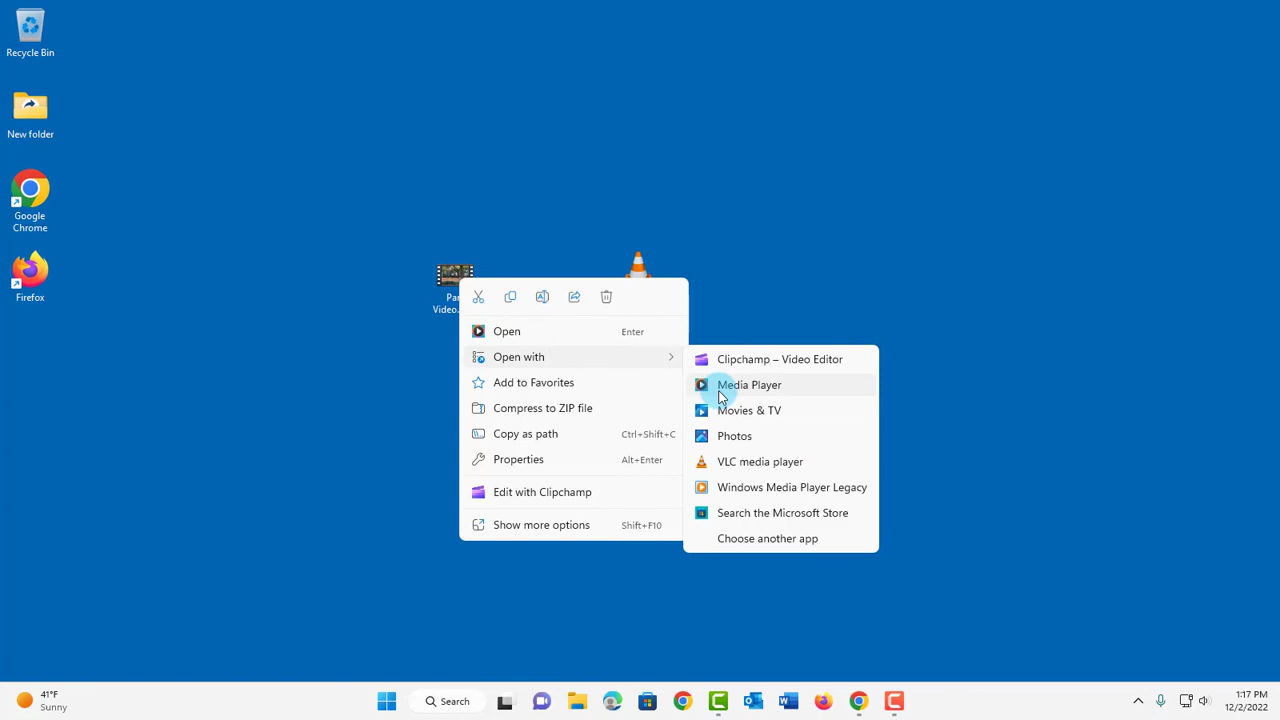 Recycle Bin
New folder
Google
Chrome
Firefox
Video.
Open Enter
Open with
Add to Favorites
Compress to ZIP file
Copy as path Ctrl+Shift+C
Properties Alt+Enter
Edit with Clipchamp
Show more options Shift+F10
Clipchamp – Video Editor
Media Player
Movies & TV
Photos
VLC media player
Windows Media Player Legacy
Search the Microsoft Store
Choose another app
41°F
Sunny
Search
1:17 PM
12/2/2022